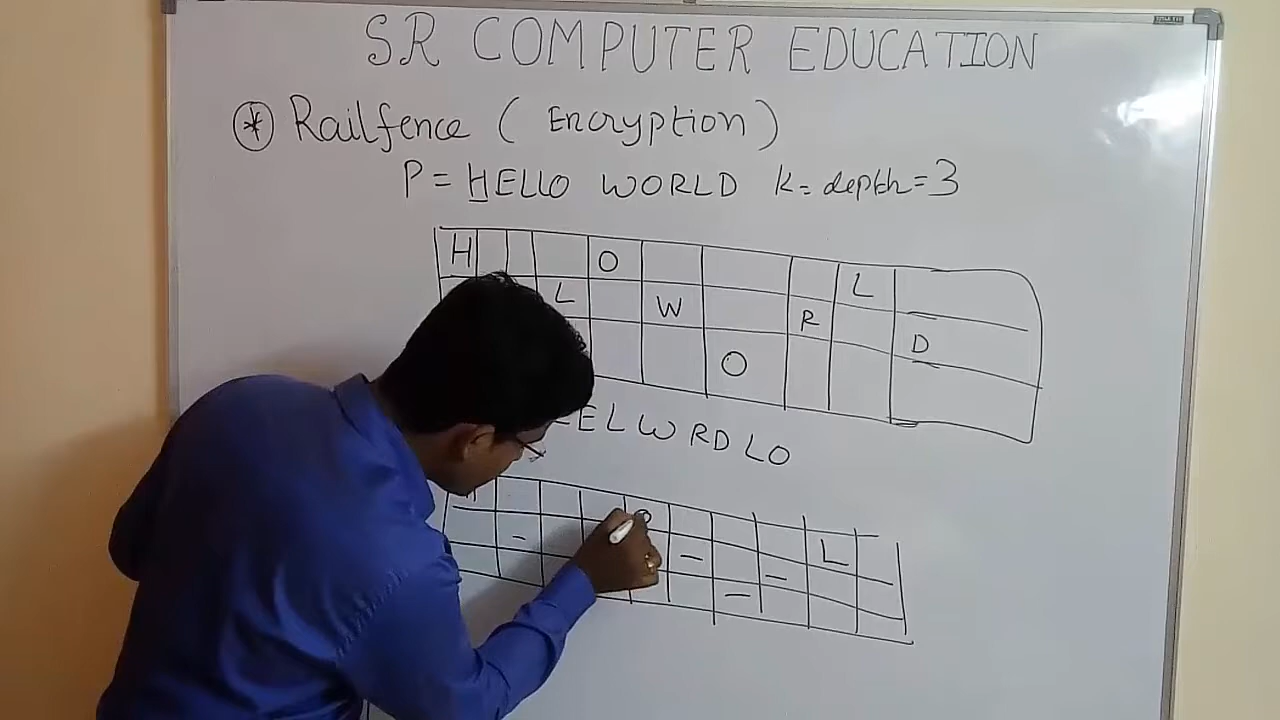 SR COMPUTER EDUCATION
* Railfence ( Encryption )
P = HELLO WORLD K = depth = 3
H O L
L W R D
O
ELWRDLO
O L